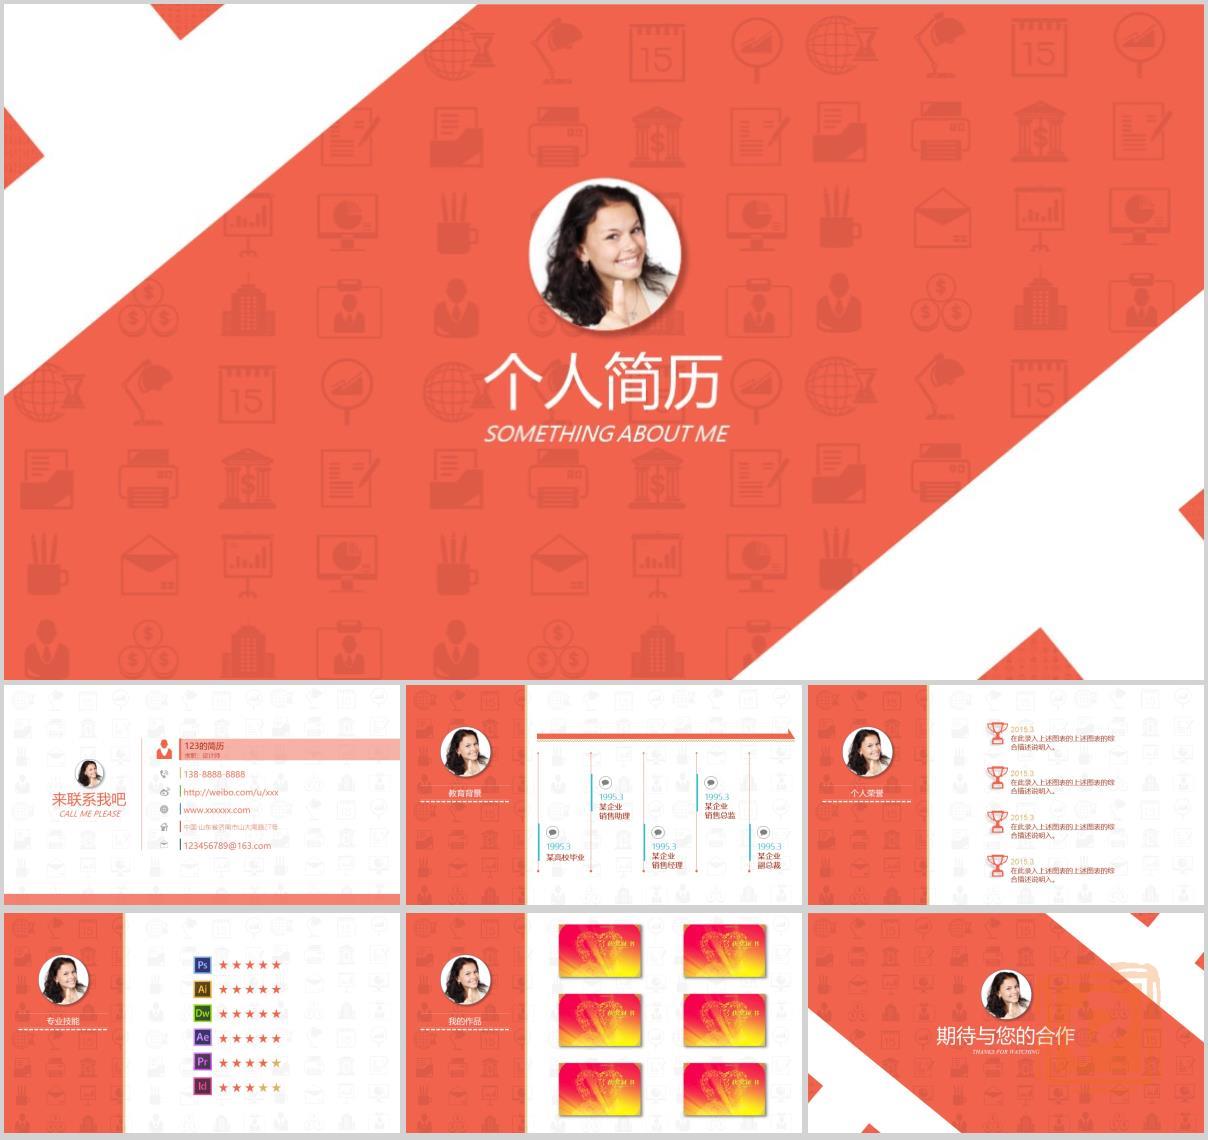 个人简历
SOMETHING ABOUT ME
来联系我吧
CALL ME PLEASE
123的简历
求职：设计师
138-8888-8888
http://weibo.com/u/xxx
www.xxxxxx.com
中国·山东省济南市山大南路27号
123456789@163.com
教育背景
1995.3
某高校毕业
1995.3
某企业
销售助理
1995.3
某企业
销售经理
1995.3
某企业
销售总监
1995.3
某企业
副总裁
个人荣誉
2015.3
在此录入上述图表的上述图表的综
合描述说明入。
2015.3
在此录入上述图表的上述图表的综
合描述说明入。
2015.3
在此录入上述图表的上述图表的综
合描述说明入。
2015.3
在此录入上述图表的上述图表的综
合描述说明入。
专业技能
Ps
Ai
Dw
Ae
Pr
Id
我的作品
期待与您的合作
THANKS FOR WATCHING